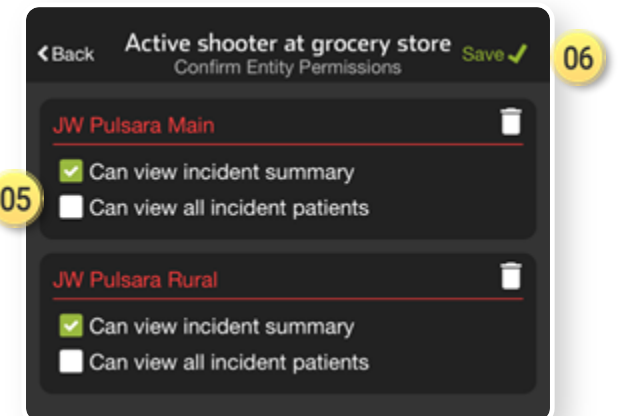 Back
Active shooter at grocery store
Save
06
Confirm Entity Permissions
JW Pulsara Main
Can view incident summary
05
Can view all incident patients
JW Pulsara Rural
Can view incident summary
Can view all incident patients